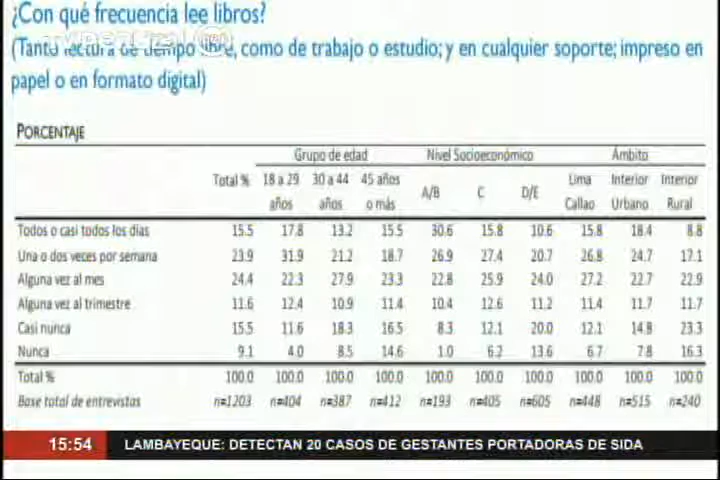 ¿Con qué frecuencia lee libros?
(Tanto lectura de tiempo libre, como de trabajo o estudio; y en cualquier soporte; impreso en
papel o en formato digital)
PORCENTAJE
Grupo de edad Nivel Socioeconómico Ámbito
Total % 18 a 29 años 30 a 44 años 45 años o más A/B C D/E Lima Callao Interior Urbano Interior Rural
Todos o casi todos los días 15.5 17.8 13.2 15.5 30.6 15.8 10.6 15.8 18.4 8.8
Una o dos veces por semana 23.9 31.9 21.2 18.7 26.9 27.4 20.7 26.8 24.7 17.1
Alguna vez al mes 24.4 22.3 27.9 23.3 22.8 25.9 24.0 27.2 22.7 22.9
Alguna vez al trimestre 11.6 12.4 10.9 11.4 10.4 12.6 11.2 11.4 11.7 11.7
Casi nunca 15.5 11.6 18.3 16.5 8.3 12.1 20.0 12.1 14.8 23.3
Nunca 9.1 4.0 8.5 14.6 1.0 6.2 13.6 6.7 7.8 16.3
Total % 100.0 100.0 100.0 100.0 100.0 100.0 100.0 100.0 100.0 100.0
Base total de entrevistas n=1203 n=404 n=387 n=412 n=193 n=405 n=605 n=448 n=515 n=240
15:54 LAMBAYEQUE: DETECTAN 20 CASOS DE GESTANTES PORTADORAS DE SIDA